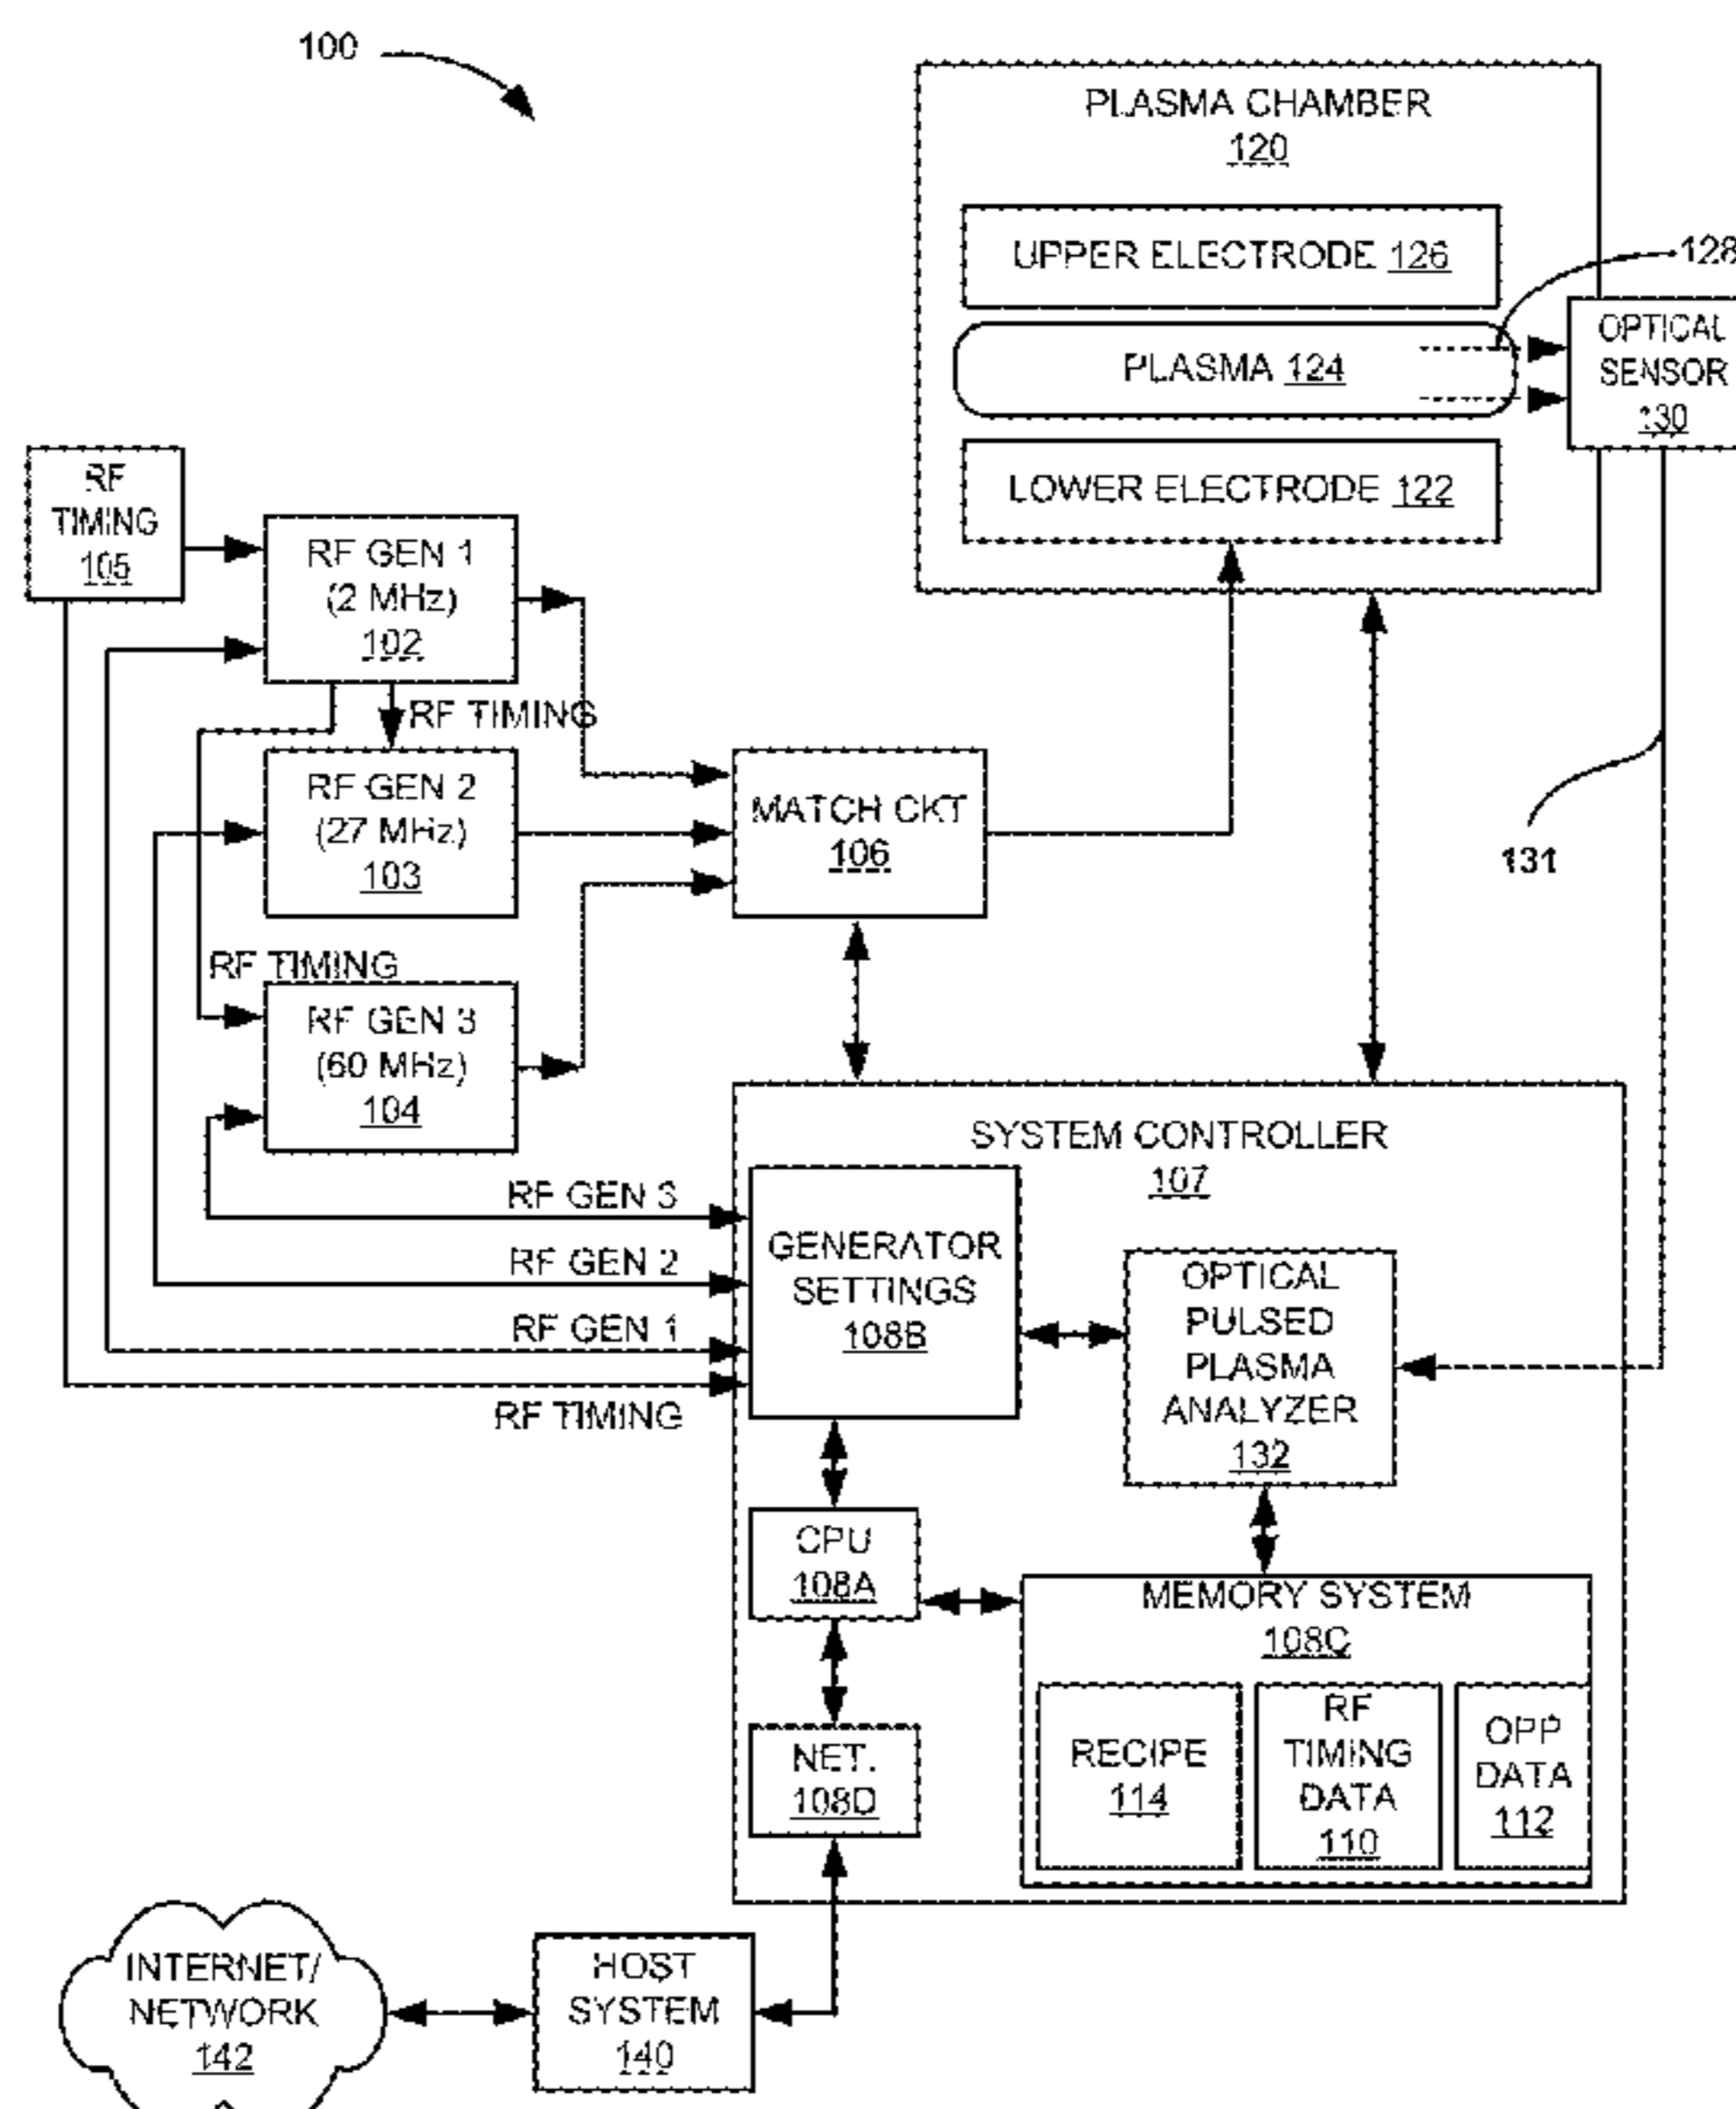 100
PLASMA CHAMBER
120
UPPER ELECTRODE 126
128
OPTICAL
SENSOR
130
PLASMA 124
LOWER ELECTRODE 122
RF
TIMING
105
RF GEN 1
(2 MHz)
102
RF TIMING
RF GEN 2
(27 MHz)
103
MATCH CKT
106
131
RF TIMING
RF GEN 3
(60 MHz)
104
SYSTEM CONTROLLER
107
RF GEN 3
RF GEN 2
RF GEN 1
RF TIMING
GENERATOR
SETTINGS
108B
OPTICAL
PULSED
PLASMA
ANALYZER
132
CPU
108A
MEMORY SYSTEM
108C
NET.
108D
RECIPE
114
RF
TIMING
DATA
110
OPP
DATA
112
INTERNET/
NETWORK
142
HOST
SYSTEM
140